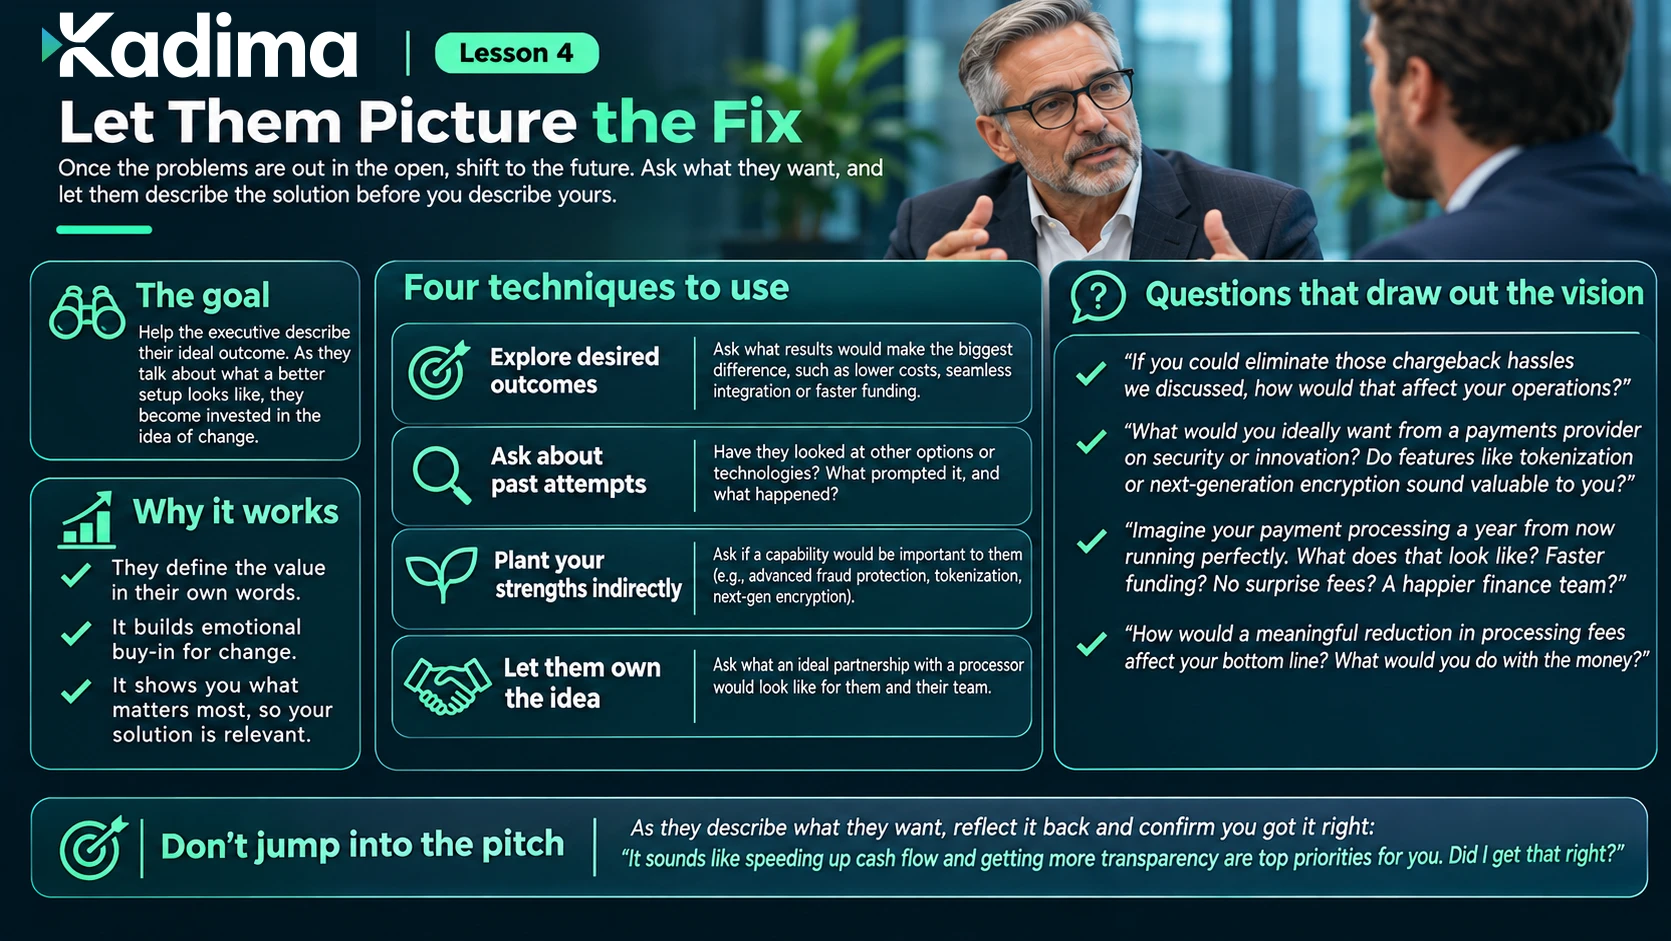 Kadima
Lesson 4
Let Them Picture the Fix
Once the problems are out in the open, shift to the future. Ask what they want, and
let them describe the solution before you describe yours.
The goal
Help the executive describe
their ideal outcome. As they
talk about what a better
setup looks like, they
become invested in the
idea of change.
Why it works
They define the value
in their own words.
It builds emotional
buy-in for change.
It shows you what
matters most, so your
solution is relevant.
Four techniques to use
Explore desired
outcomes
Ask what results would make the biggest
difference, such as lower costs, seamless
integration or faster funding.
Ask about
past attempts
Have they looked at other options or
technologies? What prompted it, and
what happened?
Plant your
strengths indirectly
Ask if a capability would be important to them
(e.g., advanced fraud protection, tokenization,
next-gen encryption).
Let them own
the idea
Ask what an ideal partnership with a processor
would look like for them and their team.
Questions that draw out the vision
“If you could eliminate those chargeback hassles
we discussed, how would that affect your operations?”
“What would you ideally want from a payments provider
on security or innovation? Do features like tokenization
or next-generation encryption sound valuable to you?”
“Imagine your payment processing a year from now
running perfectly. What does that look like? Faster
funding? No surprise fees? A happier finance team?”
“How would a meaningful reduction in processing fees
affect your bottom line? What would you do with the money?”
Don’t jump into the pitch
As they describe what they want, reflect it back and confirm you got it right:
“It sounds like speeding up cash flow and getting more transparency are top priorities for you. Did I get that right?”